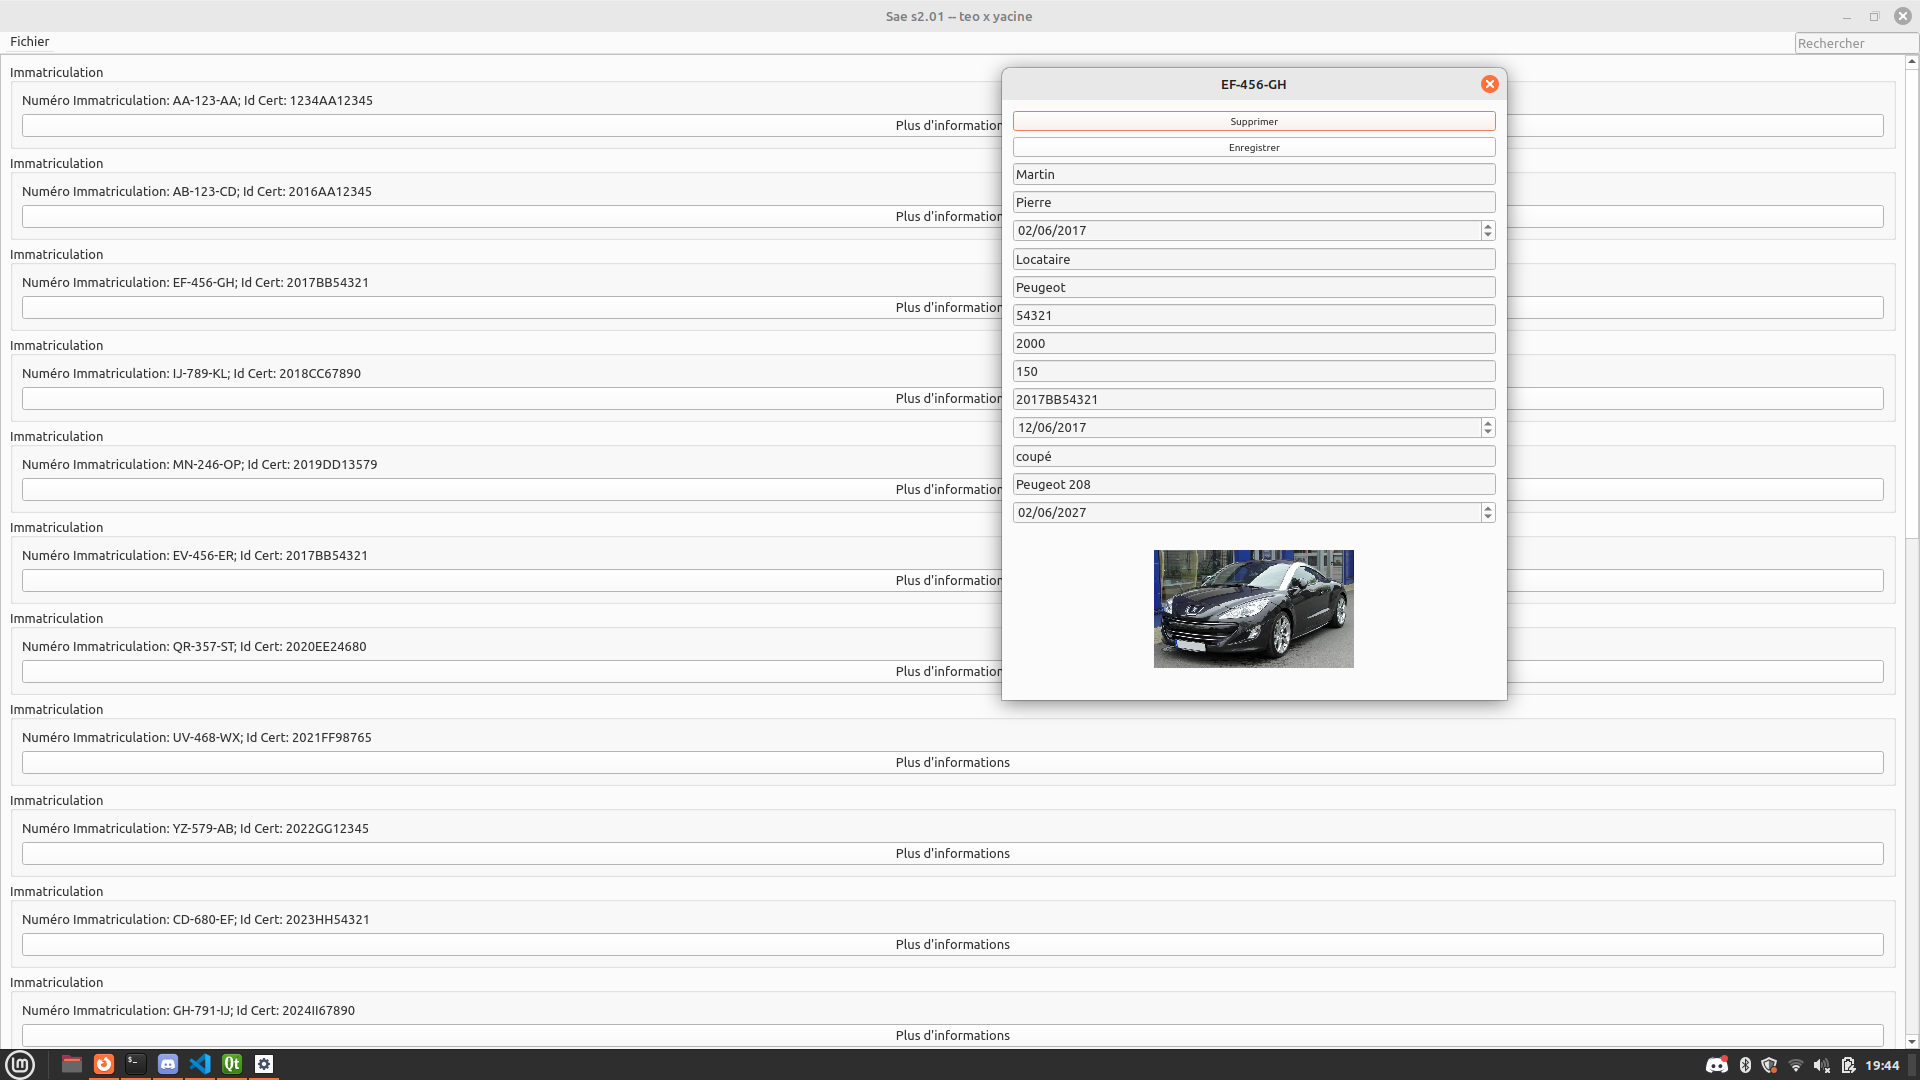 Sae s2.01 -- teo x yacine
Fichier
Rechercher
Immatriculation
Numéro Immatriculation: AA-123-AA; Id Cert: 1234AA12345
Plus d'information
Immatriculation
Numéro Immatriculation: AB-123-CD; Id Cert: 2016AA12345
Plus d'information
Immatriculation
Numéro Immatriculation: EF-456-GH; Id Cert: 2017BB54321
Plus d'information
Immatriculation
Numéro Immatriculation: IJ-789-KL; Id Cert: 2018CC67890
Plus d'information
Immatriculation
Numéro Immatriculation: MN-246-OP; Id Cert: 2019DD13579
Plus d'information
Immatriculation
Numéro Immatriculation: EV-456-ER; Id Cert: 2017BB54321
Plus d'information
Immatriculation
Numéro Immatriculation: QR-357-ST; Id Cert: 2020EE24680
Plus d'information
Immatriculation
Numéro Immatriculation: UV-468-WX; Id Cert: 2021FF98765
Plus d'informations
Immatriculation
Numéro Immatriculation: YZ-579-AB; Id Cert: 2022GG12345
Plus d'informations
Immatriculation
Numéro Immatriculation: CD-680-EF; Id Cert: 2023HH54321
Plus d'informations
Immatriculation
Numéro Immatriculation: GH-791-IJ; Id Cert: 2024II67890
Plus d'informations
EF-456-GH
Supprimer
Enregistrer
Martin
Pierre
02/06/2017
Locataire
Peugeot
54321
2000
150
2017BB54321
12/06/2017
coupé
Peugeot 208
02/06/2027
Qt
19:44